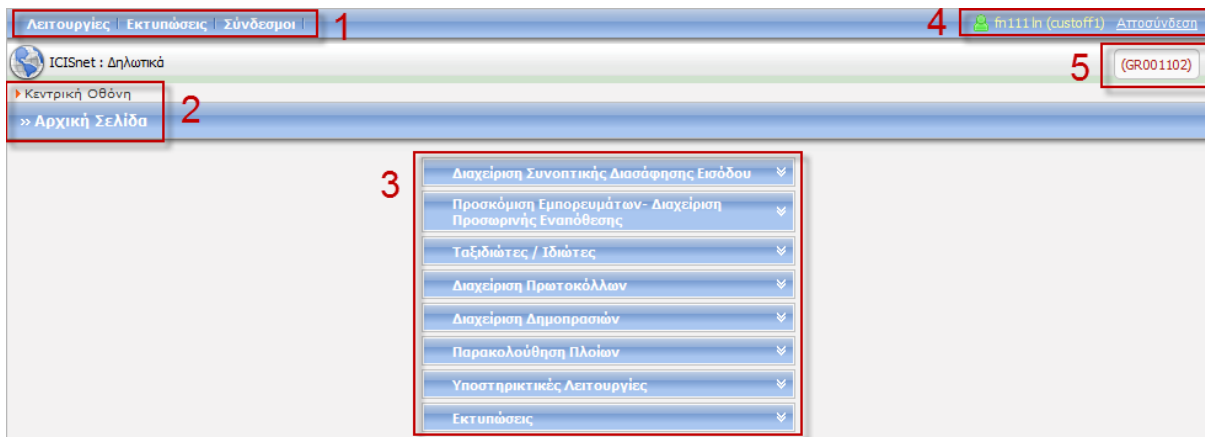 Λειτουργίες | Εκτυπώσεις | Σύνδεσμοι |
1
4
fn111 ln (custoff1) Αποσύνδεση
ICISnet : Δηλωτικά
5
(GR001102)
Κεντρική Οθόνη
» Αρχική Σελίδα
2
3
Διαχείριση Συνοπτικής Διασάφησης Εισόδου
Προσκόμιση Εμπορευμάτων- Διαχείριση
Προσωρινής Εναπόθεσης
Ταξιδιώτες / Ιδιώτες
Διαχείριση Πρωτοκόλλων
Διαχείριση Δημοπρασιών
Παρακολούθηση Πλοίων
Υποστηρικτικές Λειτουργίες
Εκτυπώσεις